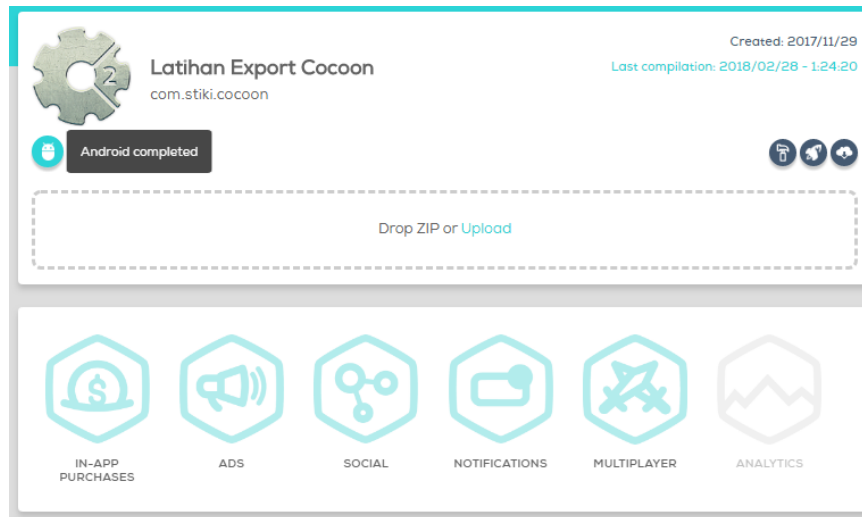 Created: 2017/11/29
Latihan Export Cocoon
Last compilation: 2018/02/28 - 1:24:20
com.stiki.cocoon
2
Android completed
Drop ZIP or Upload
$
IN-APP
PURCHASES
ADS
SOCIAL
NOTIFICATIONS
MULTIPLAYER
ANALYTICS